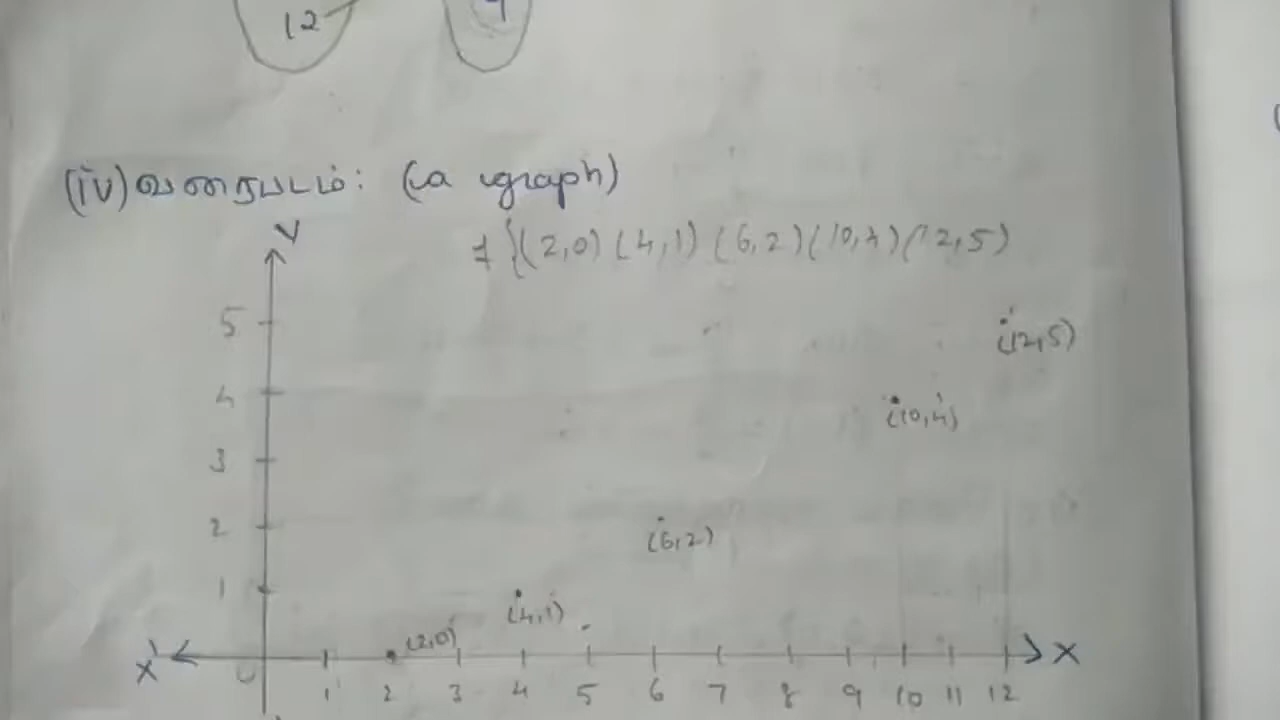 12
(iv) வரைபடம்: (a graph)
Y
f {(2,0) (4,1) (6,2) (10,4) (12,5)
5
(12,5)
4
(10,4)
3
2
(6,2)
1
(4,1)
(2,0)
X' X
1 2 3 4 5 6 7 8 9 10 11 12